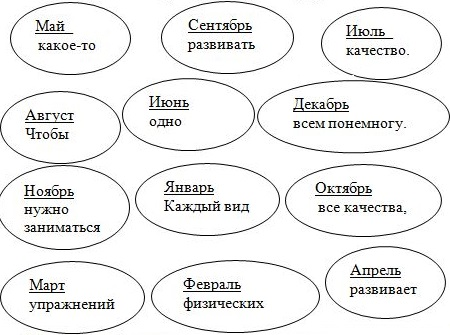 Май
какое-то
Сентябрь
развивать
Июль
качество.
Август
Чтобы
Июнь
одно
Декабрь
всем понемногу.
Ноябрь
нужно
заниматься
Январь
Каждый вид
Октябрь
все качества,
Март
упражнений
Февраль
физических
Апрель
развивает